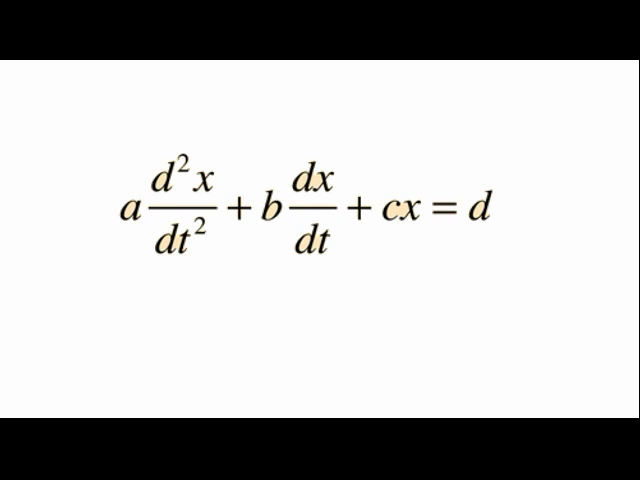 a d²x/dt² + b dx/dt + cx = d